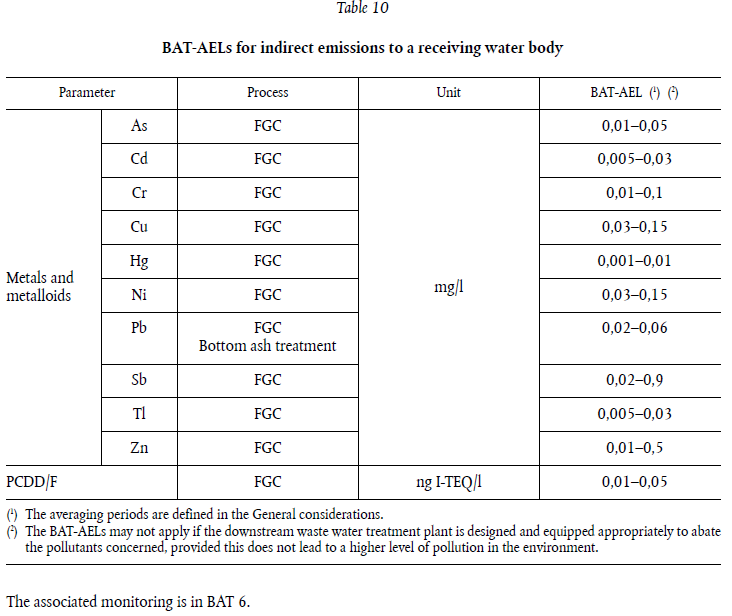 Table 10
BAT-AELs for indirect emissions to a receiving water body
Parameter Process Unit BAT-AEL (¹) (²)
Metals and metalloids As FGC mg/l 0,01–0,05
Cd FGC 0,005–0,03
Cr FGC 0,01–0,1
Cu FGC 0,03–0,15
Hg FGC 0,001–0,01
Ni FGC 0,03–0,15
Pb FGC 0,02–0,06
Bottom ash treatment
Sb FGC 0,02–0,9
Tl FGC 0,005–0,03
Zn FGC 0,01–0,5
PCDD/F FGC ng I-TEQ/l 0,01–0,05
(¹) The averaging periods are defined in the General considerations.
(²) The BAT-AELs may not apply if the downstream waste water treatment plant is designed and equipped appropriately to abate
the pollutants concerned, provided this does not lead to a higher level of pollution in the environment.
The associated monitoring is in BAT 6.